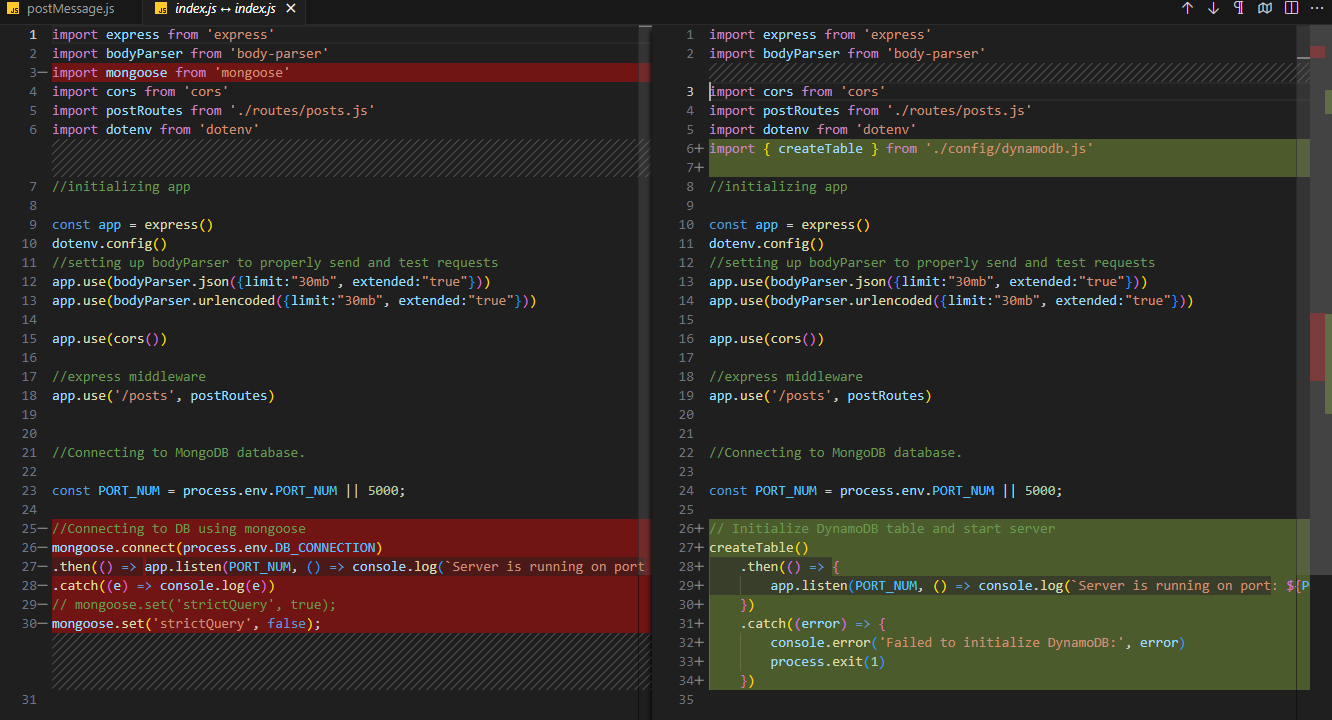 postMessage.js
index.js ↔ index.js
1 import express from 'express'
2 import bodyParser from 'body-parser'
3− import mongoose from 'mongoose'
4 import cors from 'cors'
5 import postRoutes from './routes/posts.js'
6 import dotenv from 'dotenv'
7 //initializing app
8
9 const app = express()
10 dotenv.config()
11 //setting up bodyParser to properly send and test requests
12 app.use(bodyParser.json({limit:"30mb", extended:"true"}))
13 app.use(bodyParser.urlencoded({limit:"30mb", extended:"true"}))
14
15 app.use(cors())
16
17 //express middleware
18 app.use('/posts', postRoutes)
19
20
21 //Connecting to MongoDB database.
22
23 const PORT_NUM = process.env.PORT_NUM || 5000;
24
25− //Connecting to DB using mongoose
26− mongoose.connect(process.env.DB_CONNECTION)
27− .then(() => app.listen(PORT_NUM, () => console.log(`Server is running on port
28− .catch((e) => console.log(e))
29− // mongoose.set('strictQuery', true);
30− mongoose.set('strictQuery', false);
31
1 import express from 'express'
2 import bodyParser from 'body-parser'
3 import cors from 'cors'
4 import postRoutes from './routes/posts.js'
5 import dotenv from 'dotenv'
6+ import { createTable } from './config/dynamodb.js'
7+
8 //initializing app
9
10 const app = express()
11 dotenv.config()
12 //setting up bodyParser to properly send and test requests
13 app.use(bodyParser.json({limit:"30mb", extended:"true"}))
14 app.use(bodyParser.urlencoded({limit:"30mb", extended:"true"}))
15
16 app.use(cors())
17
18 //express middleware
19 app.use('/posts', postRoutes)
20
21
22 //Connecting to MongoDB database.
23
24 const PORT_NUM = process.env.PORT_NUM || 5000;
25
26+ // Initialize DynamoDB table and start server
27+ createTable()
28+ .then(() => {
29+ app.listen(PORT_NUM, () => console.log(`Server is running on port: ${P
30+ })
31+ .catch((error) => {
32+ console.error('Failed to initialize DynamoDB:', error)
33+ process.exit(1)
34+ })
35